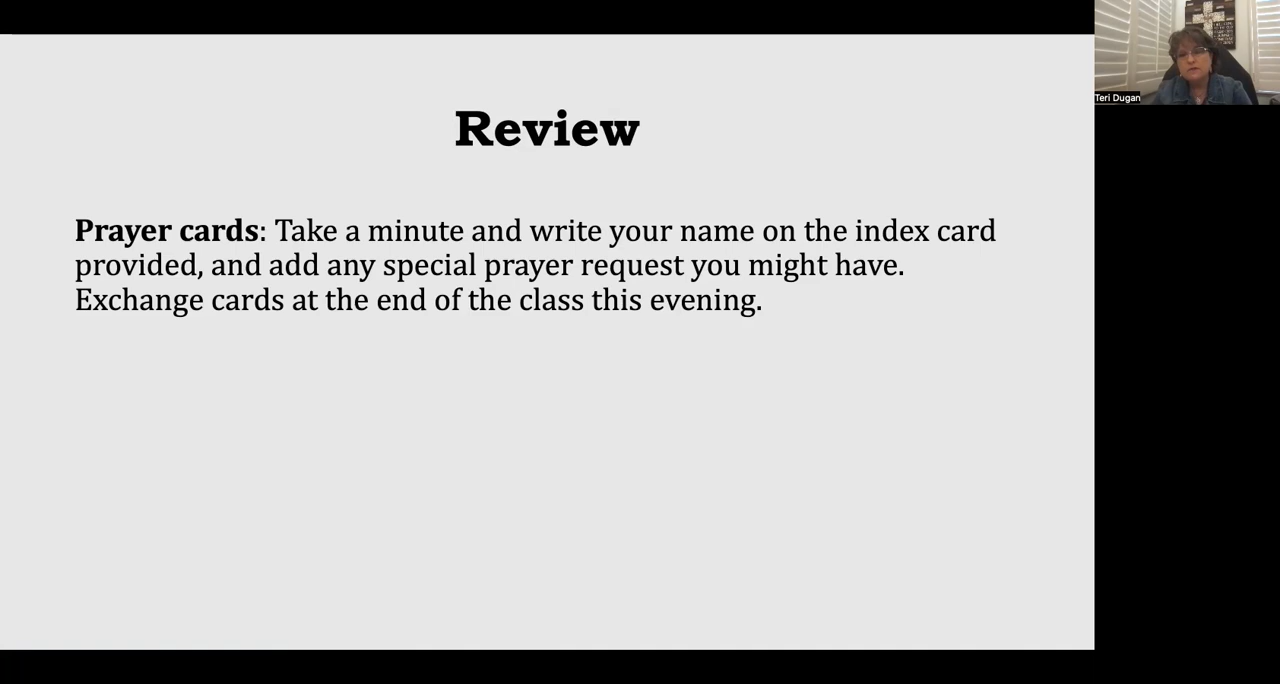 Review
Prayer cards: Take a minute and write your name on the index card
provided, and add any special prayer request you might have.
Exchange cards at the end of the class this evening.
Teri Dugan